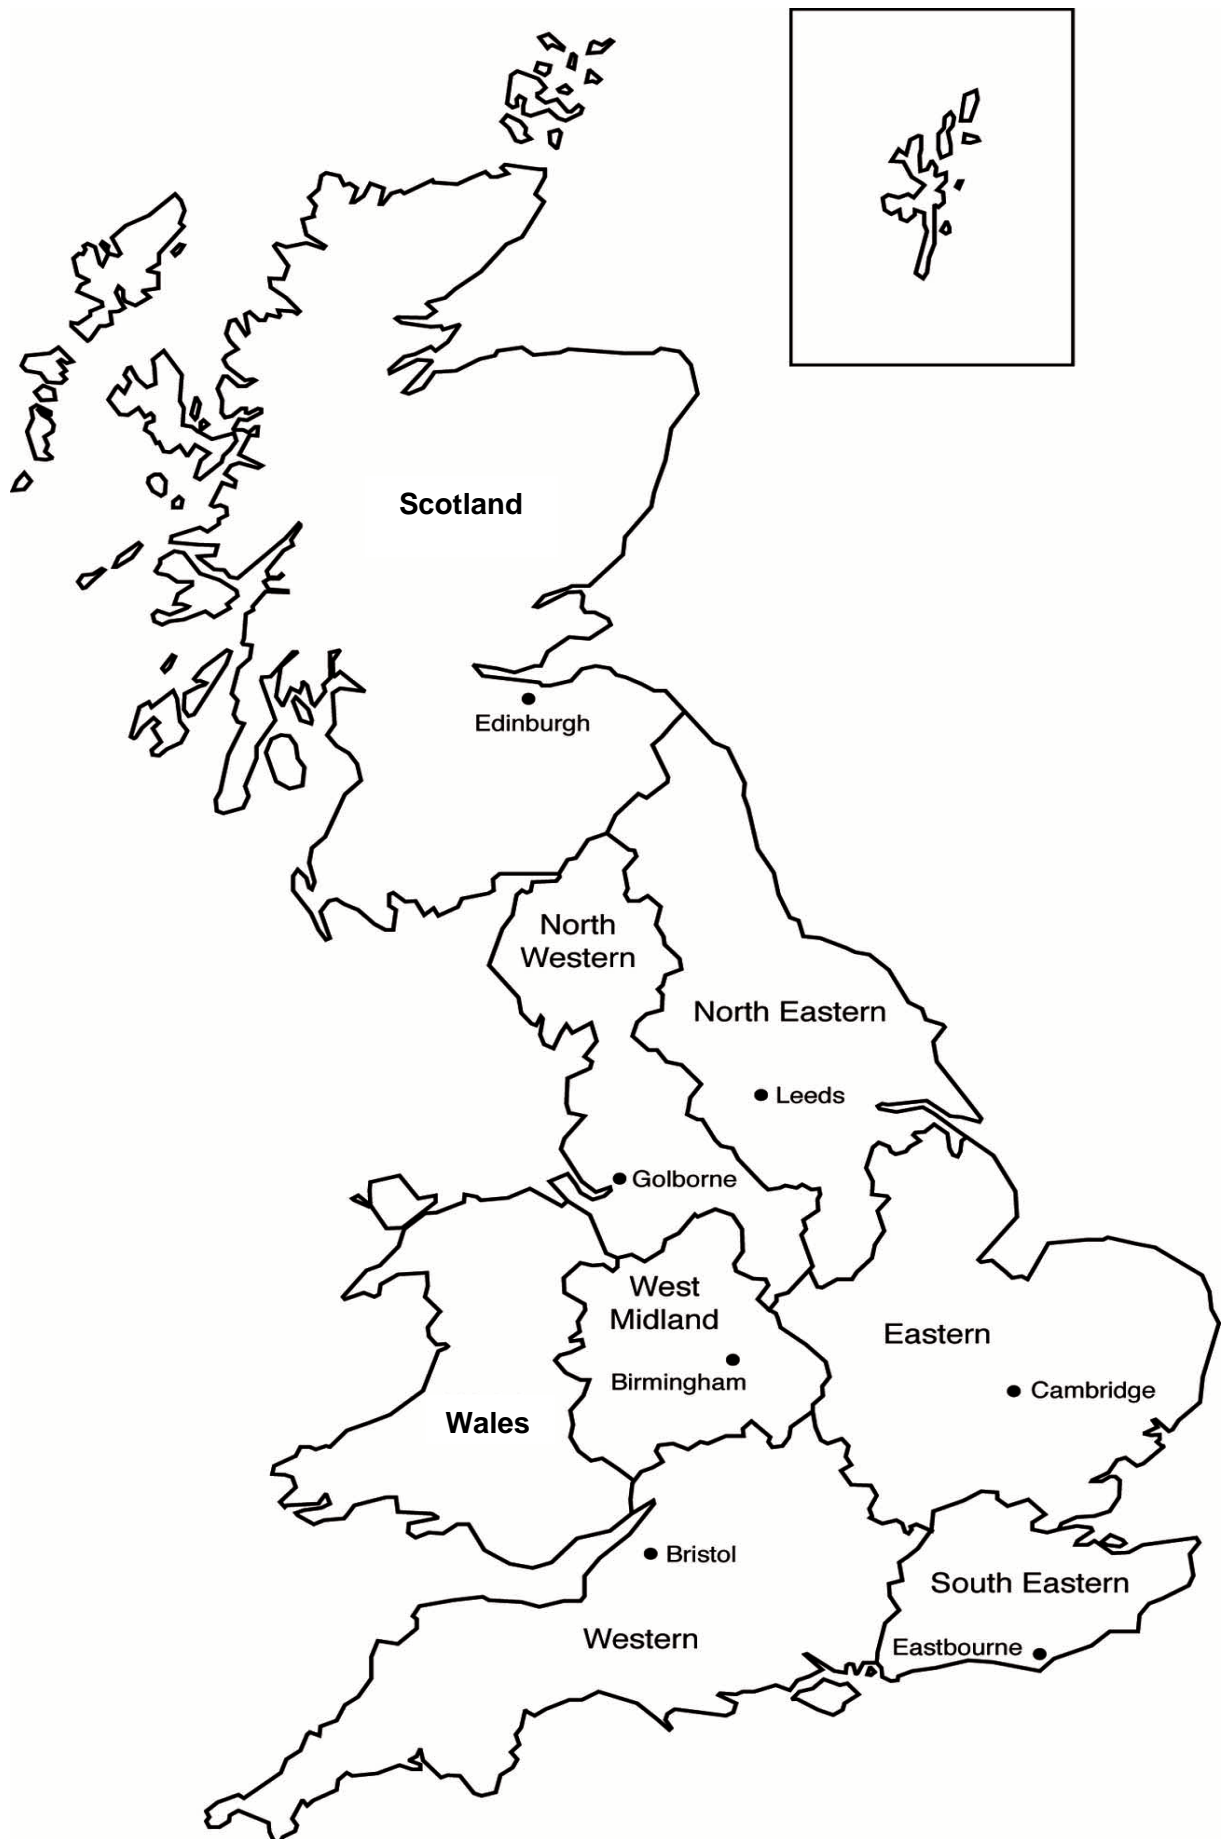 Scotland
Edinburgh
North
Western
North Eastern
Leeds
Golborne
West
Midland
Birmingham
Eastern
Cambridge
Wales
Bristol
South Eastern
Western
Eastbourne